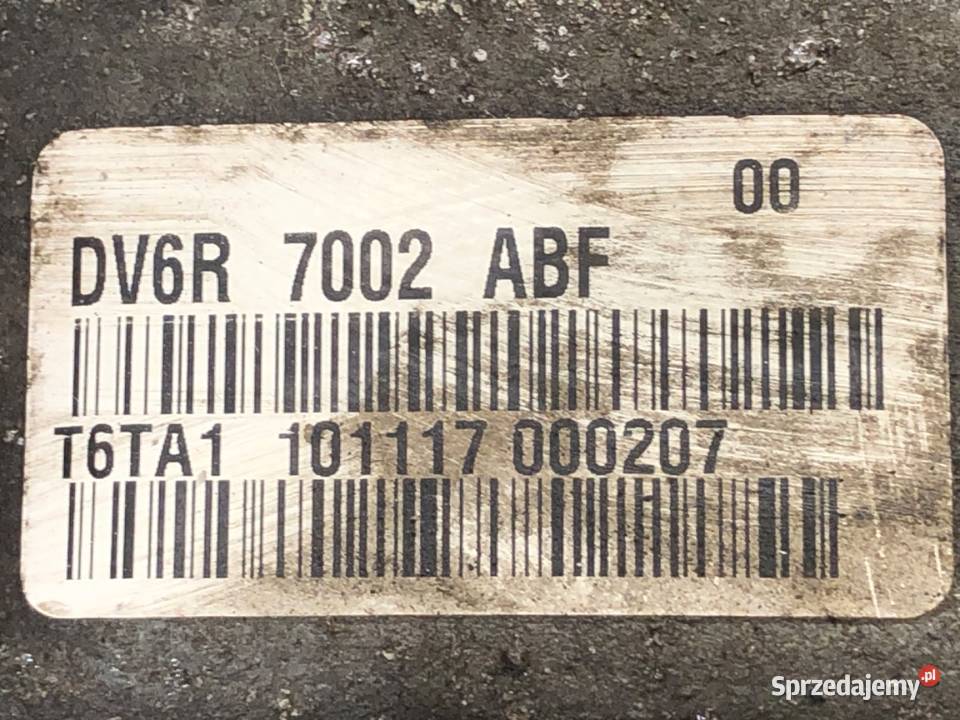 00
DV6R 7002 ABF
T6TA1 101117 000207
Sprzedajemy.pl